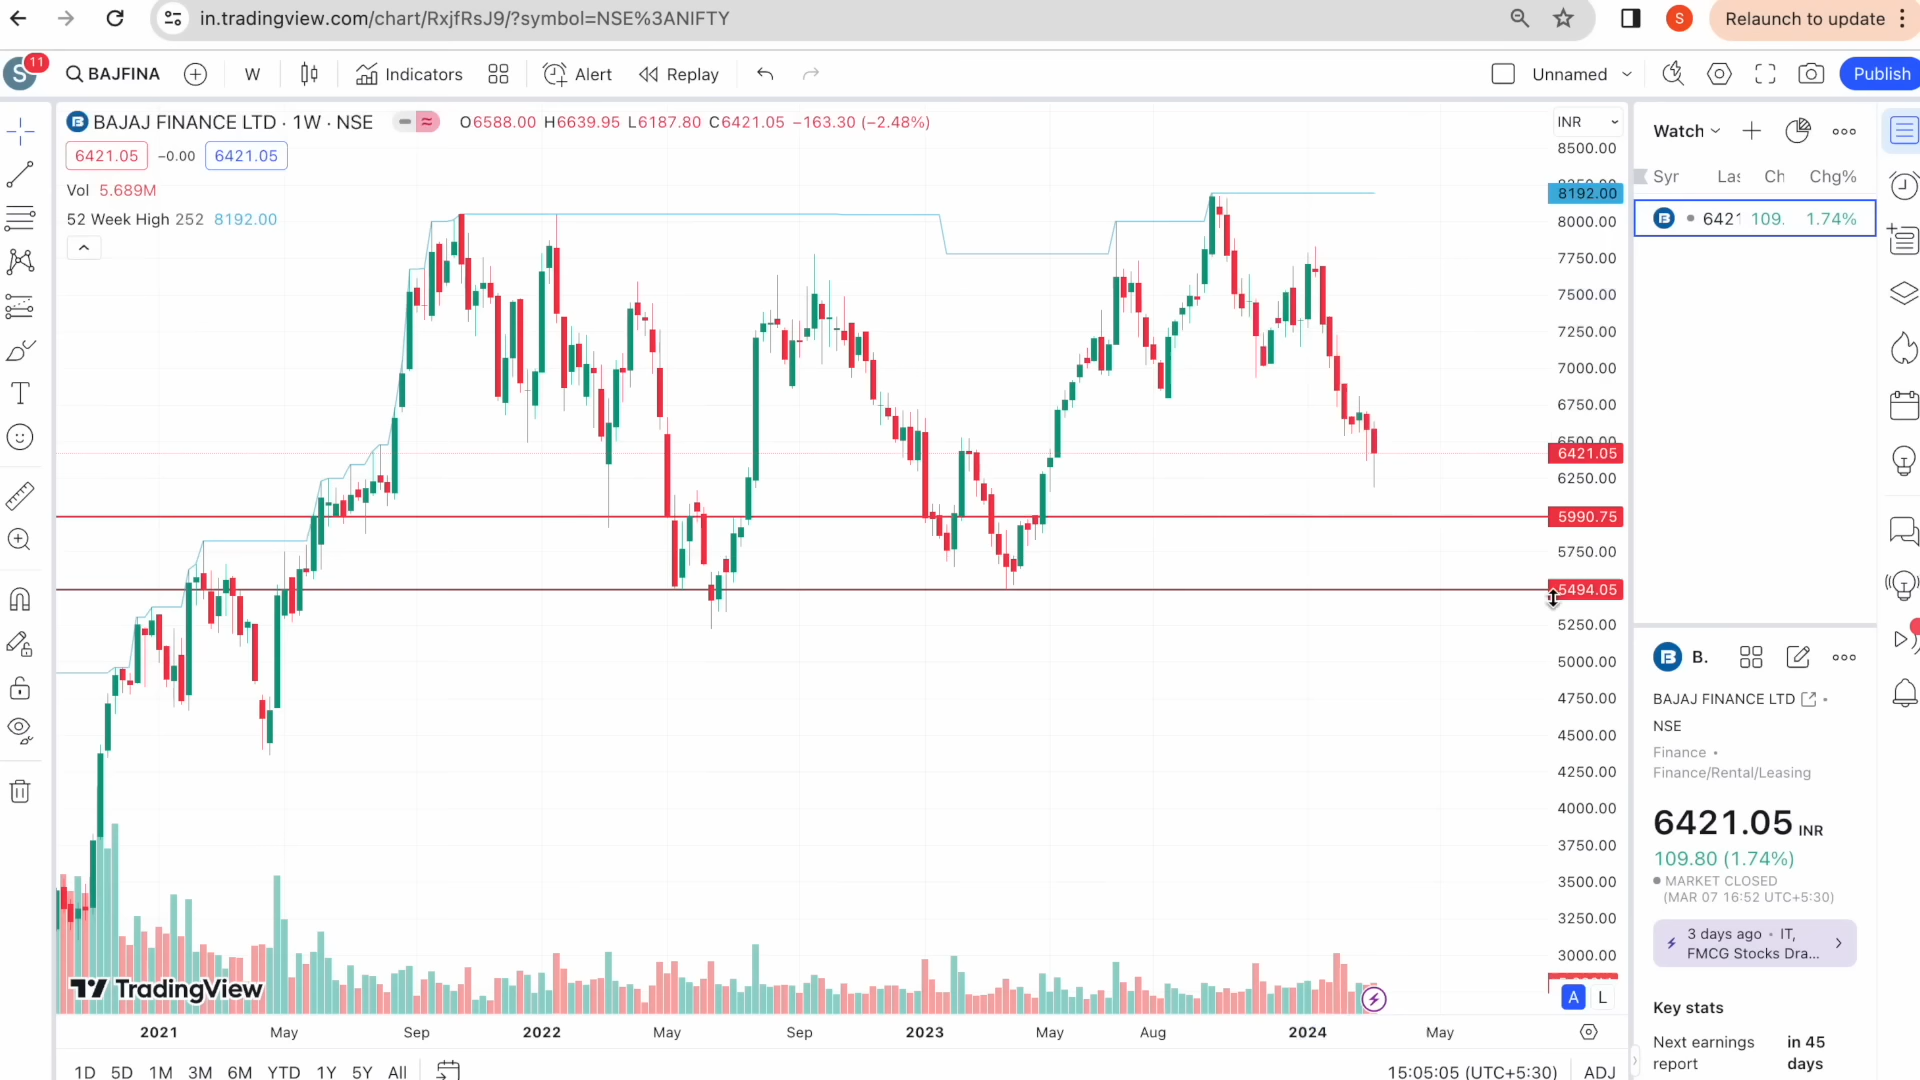 in.tradingview.com/chart/RxjfRsJ9/?symbol=NSE%3ANIFTY
S
Relaunch to update
S
11
BAJFINA
W
Indicators
Alert
Replay
Unnamed
Publish
BAJAJ FINANCE LTD · 1W · NSE
O6588.00 H6639.95 L6187.80 C6421.05 −163.30 (−2.48%)
6421.05 −0.00 6421.05
Vol 5.689M
52 Week High 252 8192.00
INR
8500.00
8192.00
8000.00
7750.00
7500.00
7250.00
7000.00
6750.00
6500.00
6421.05
6250.00
5990.75
5750.00
5494.05
5250.00
5000.00
4750.00
4500.00
4250.00
4000.00
3750.00
3500.00
3250.00
3000.00
A L
TradingView
2021 May Sep 2022 May Sep 2023 May Aug 2024 May
1D 5D 1M 3M 6M YTD 1Y 5Y All
15:05:05 (UTC+5:30) ADJ
Watch
Syr Las Ch Chg%
6421 109. 1.74%
B.
BAJAJ FINANCE LTD
NSE
Finance •
Finance/Rental/Leasing
6421.05 INR
109.80 (1.74%)
MARKET CLOSED
(MAR 07 16:52 UTC+5:30)
3 days ago • IT,
FMCG Stocks Dra...
Key stats
Next earnings
report
in 45
days